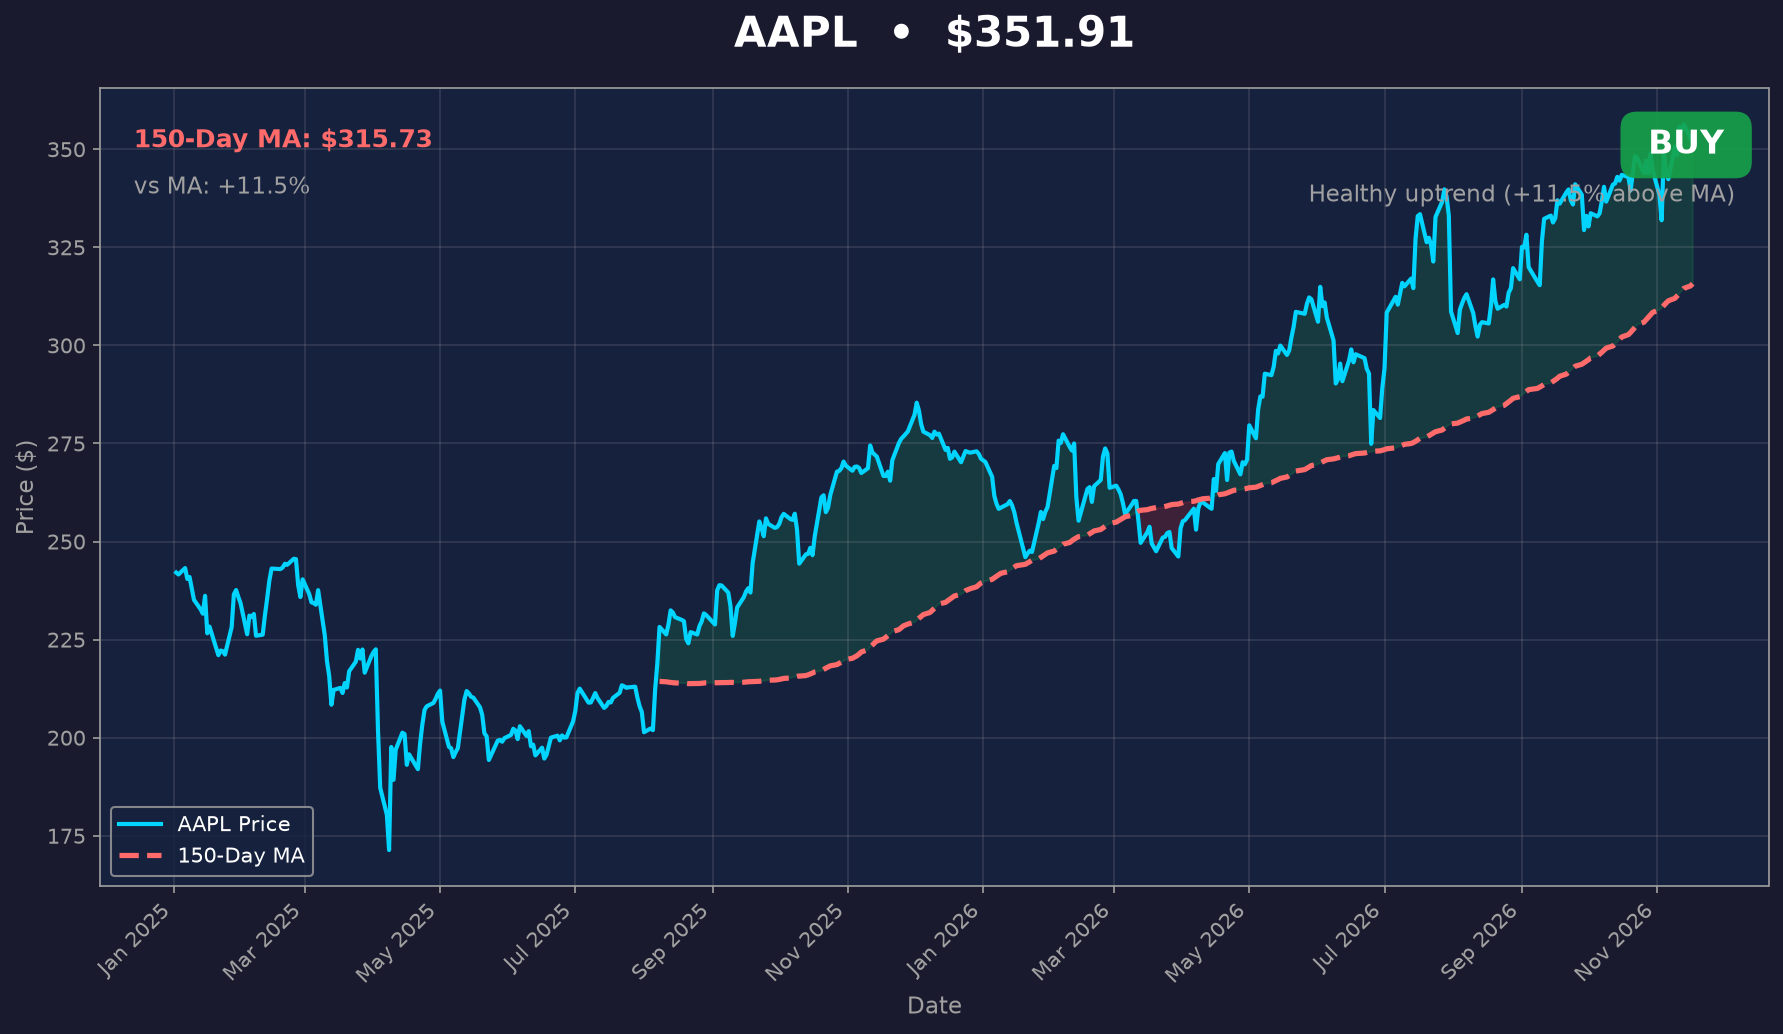 AAPL • $351.91
150-Day MA: $315.73
vs MA: +11.5%
BUY
Healthy uptrend (+11.5% above MA)
Price ($)
350
325
300
275
250
225
200
175
AAPL Price
150-Day MA
Jan 2025
Mar 2025
May 2025
Jul 2025
Sep 2025
Nov 2025
Jan 2026
Mar 2026
May 2026
Jul 2026
Sep 2026
Nov 2026
Date